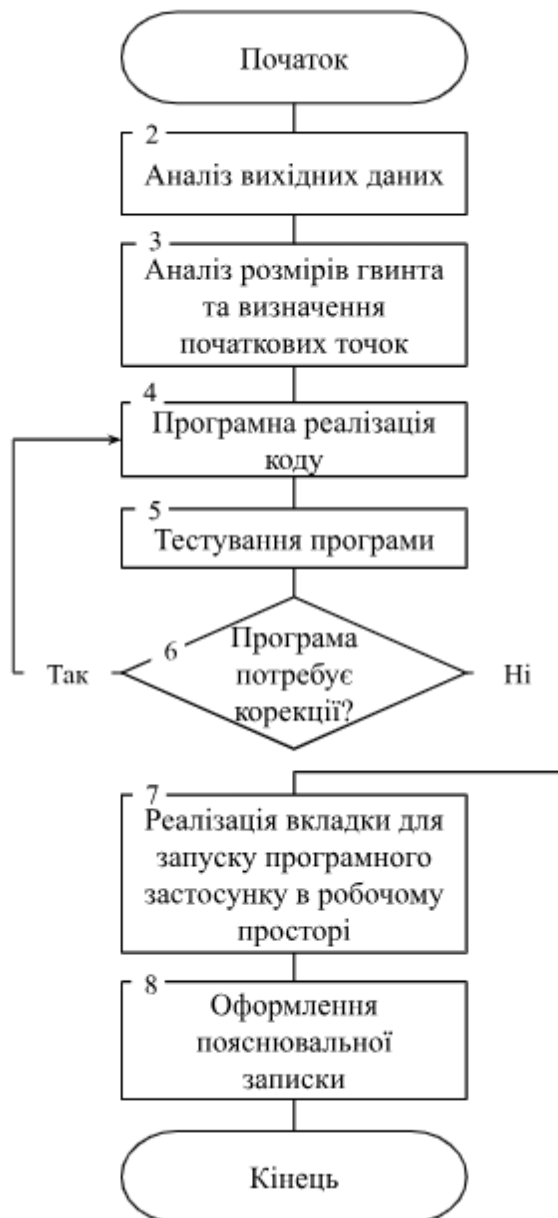 Початок
2
Аналіз вихідних даних
3
Аналіз розмірів гвинта
та визначення
початкових точок
4
Програмна реалізація
коду
5
Тестування програми
6
Програма
потребує
корекції?
Так
Ні
7
Реалізація вкладки для
запуску програмного
застосунку в робочому
просторі
8
Оформлення
пояснювальної
записки
Кінець